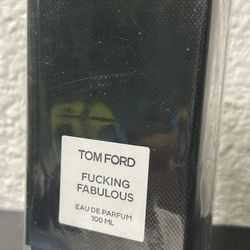 TOM FORD
FUCKING
FABULOUS
EAU DE PARFUM
100 ML